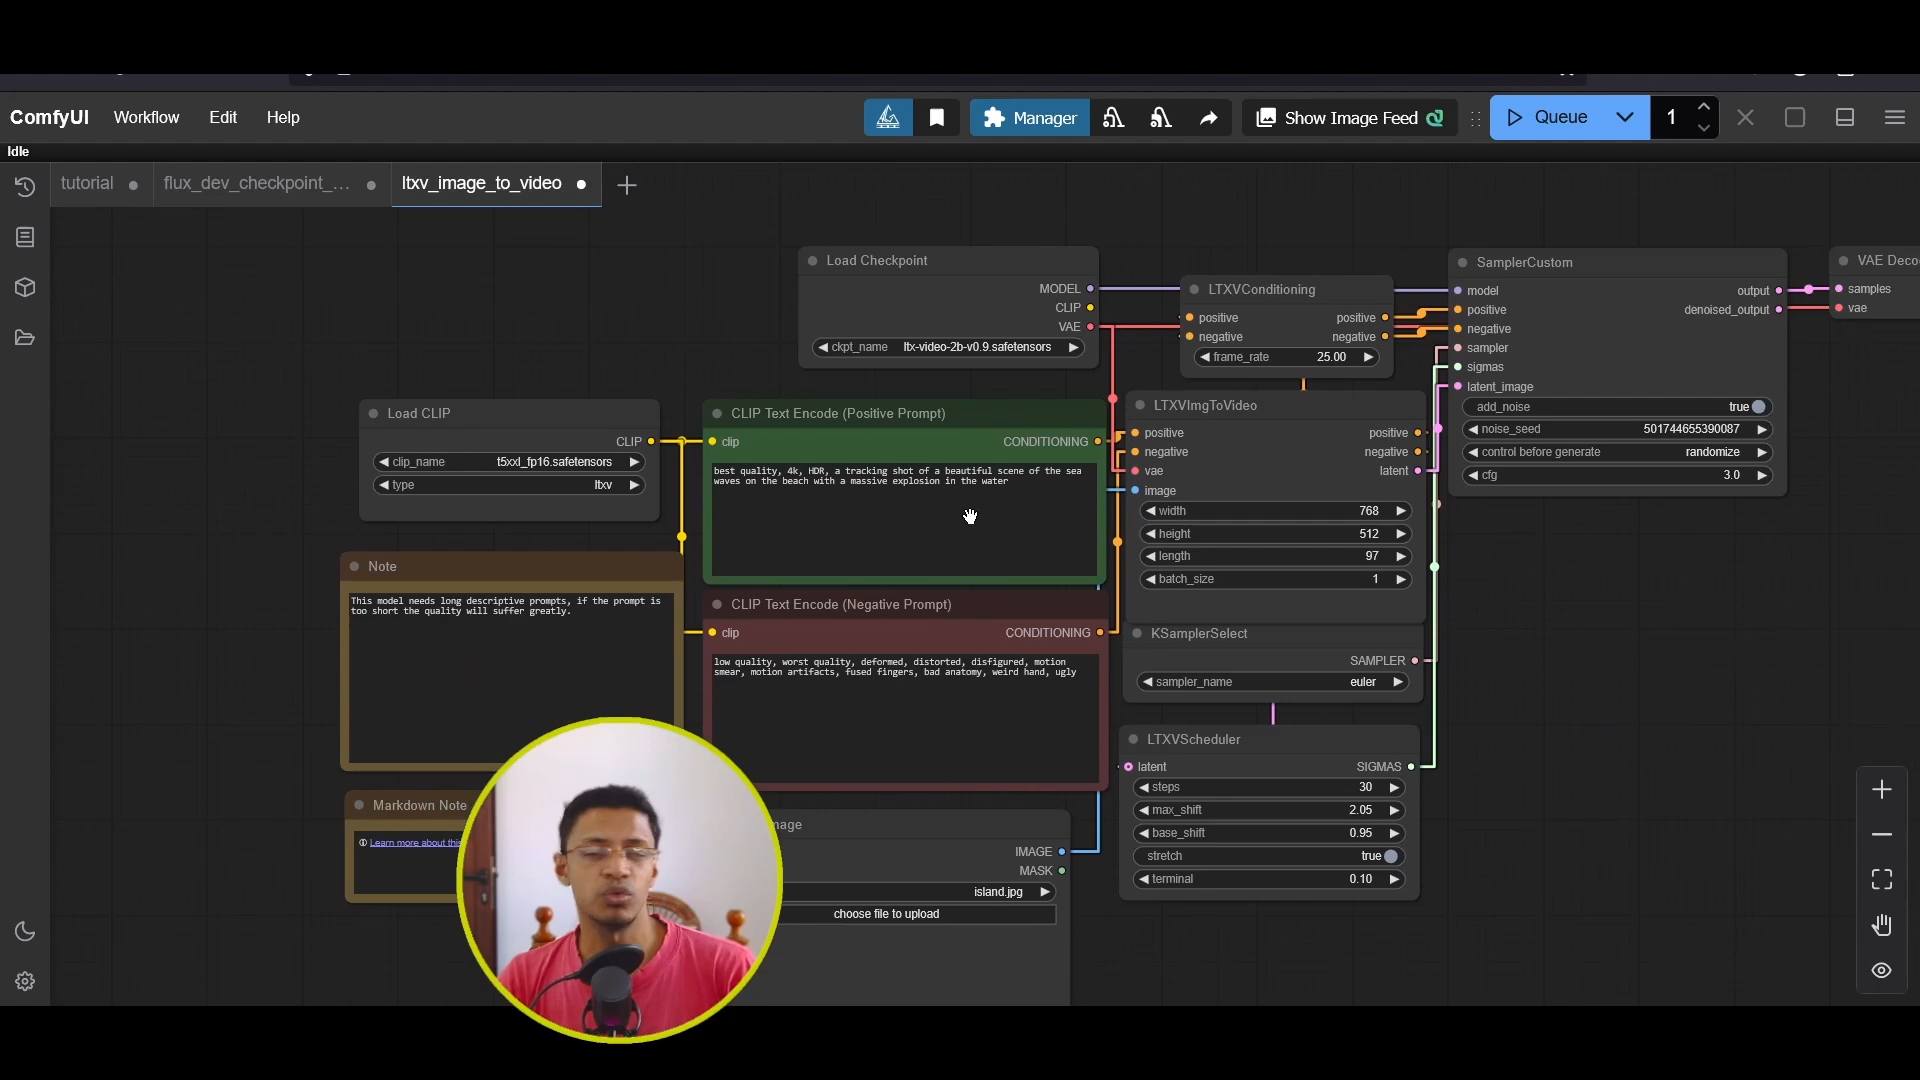 ComfyUI Workflow Edit Help Manager Show Image Feed Queue 1
Idle
tutorial flux_dev_checkpoint_... ltxv_image_to_video
Load Checkpoint
MODEL
CLIP
VAE
ckpt_name ltx-video-2b-v0.9.safetensors
LTXVConditioning
positive positive
negative negative
frame_rate 25.00
SamplerCustom
model output
positive denoised_output
negative
sampler
sigmas
latent_image
add_noise true
noise_seed 501744655390087
control before generate randomize
cfg 3.0
VAE Deco
samples
vae
Load CLIP
CLIP
clip_name t5xxl_fp16.safetensors
type ltxv
CLIP Text Encode (Positive Prompt)
clip CONDITIONING
best quality, 4k, HDR, a tracking shot of a beautiful scene of the sea
waves on the beach with a massive explosion in the water
LTXVImgToVideo
positive positive
negative negative
vae latent
image
width 768
height 512
length 97
batch_size 1
Note
This model needs long descriptive prompts, if the prompt is
too short the quality will suffer greatly.
CLIP Text Encode (Negative Prompt)
clip CONDITIONING
low quality, worst quality, deformed, distorted, disfigured, motion
smear, motion artifacts, fused fingers, bad anatomy, weird hand, ugly
KSamplerSelect
SAMPLER
sampler_name euler
LTXVScheduler
latent SIGMAS
steps 30
max_shift 2.05
base_shift 0.95
stretch true
terminal 0.10
Markdown Note
Learn more about this
mage
IMAGE
MASK
island.jpg
choose file to upload